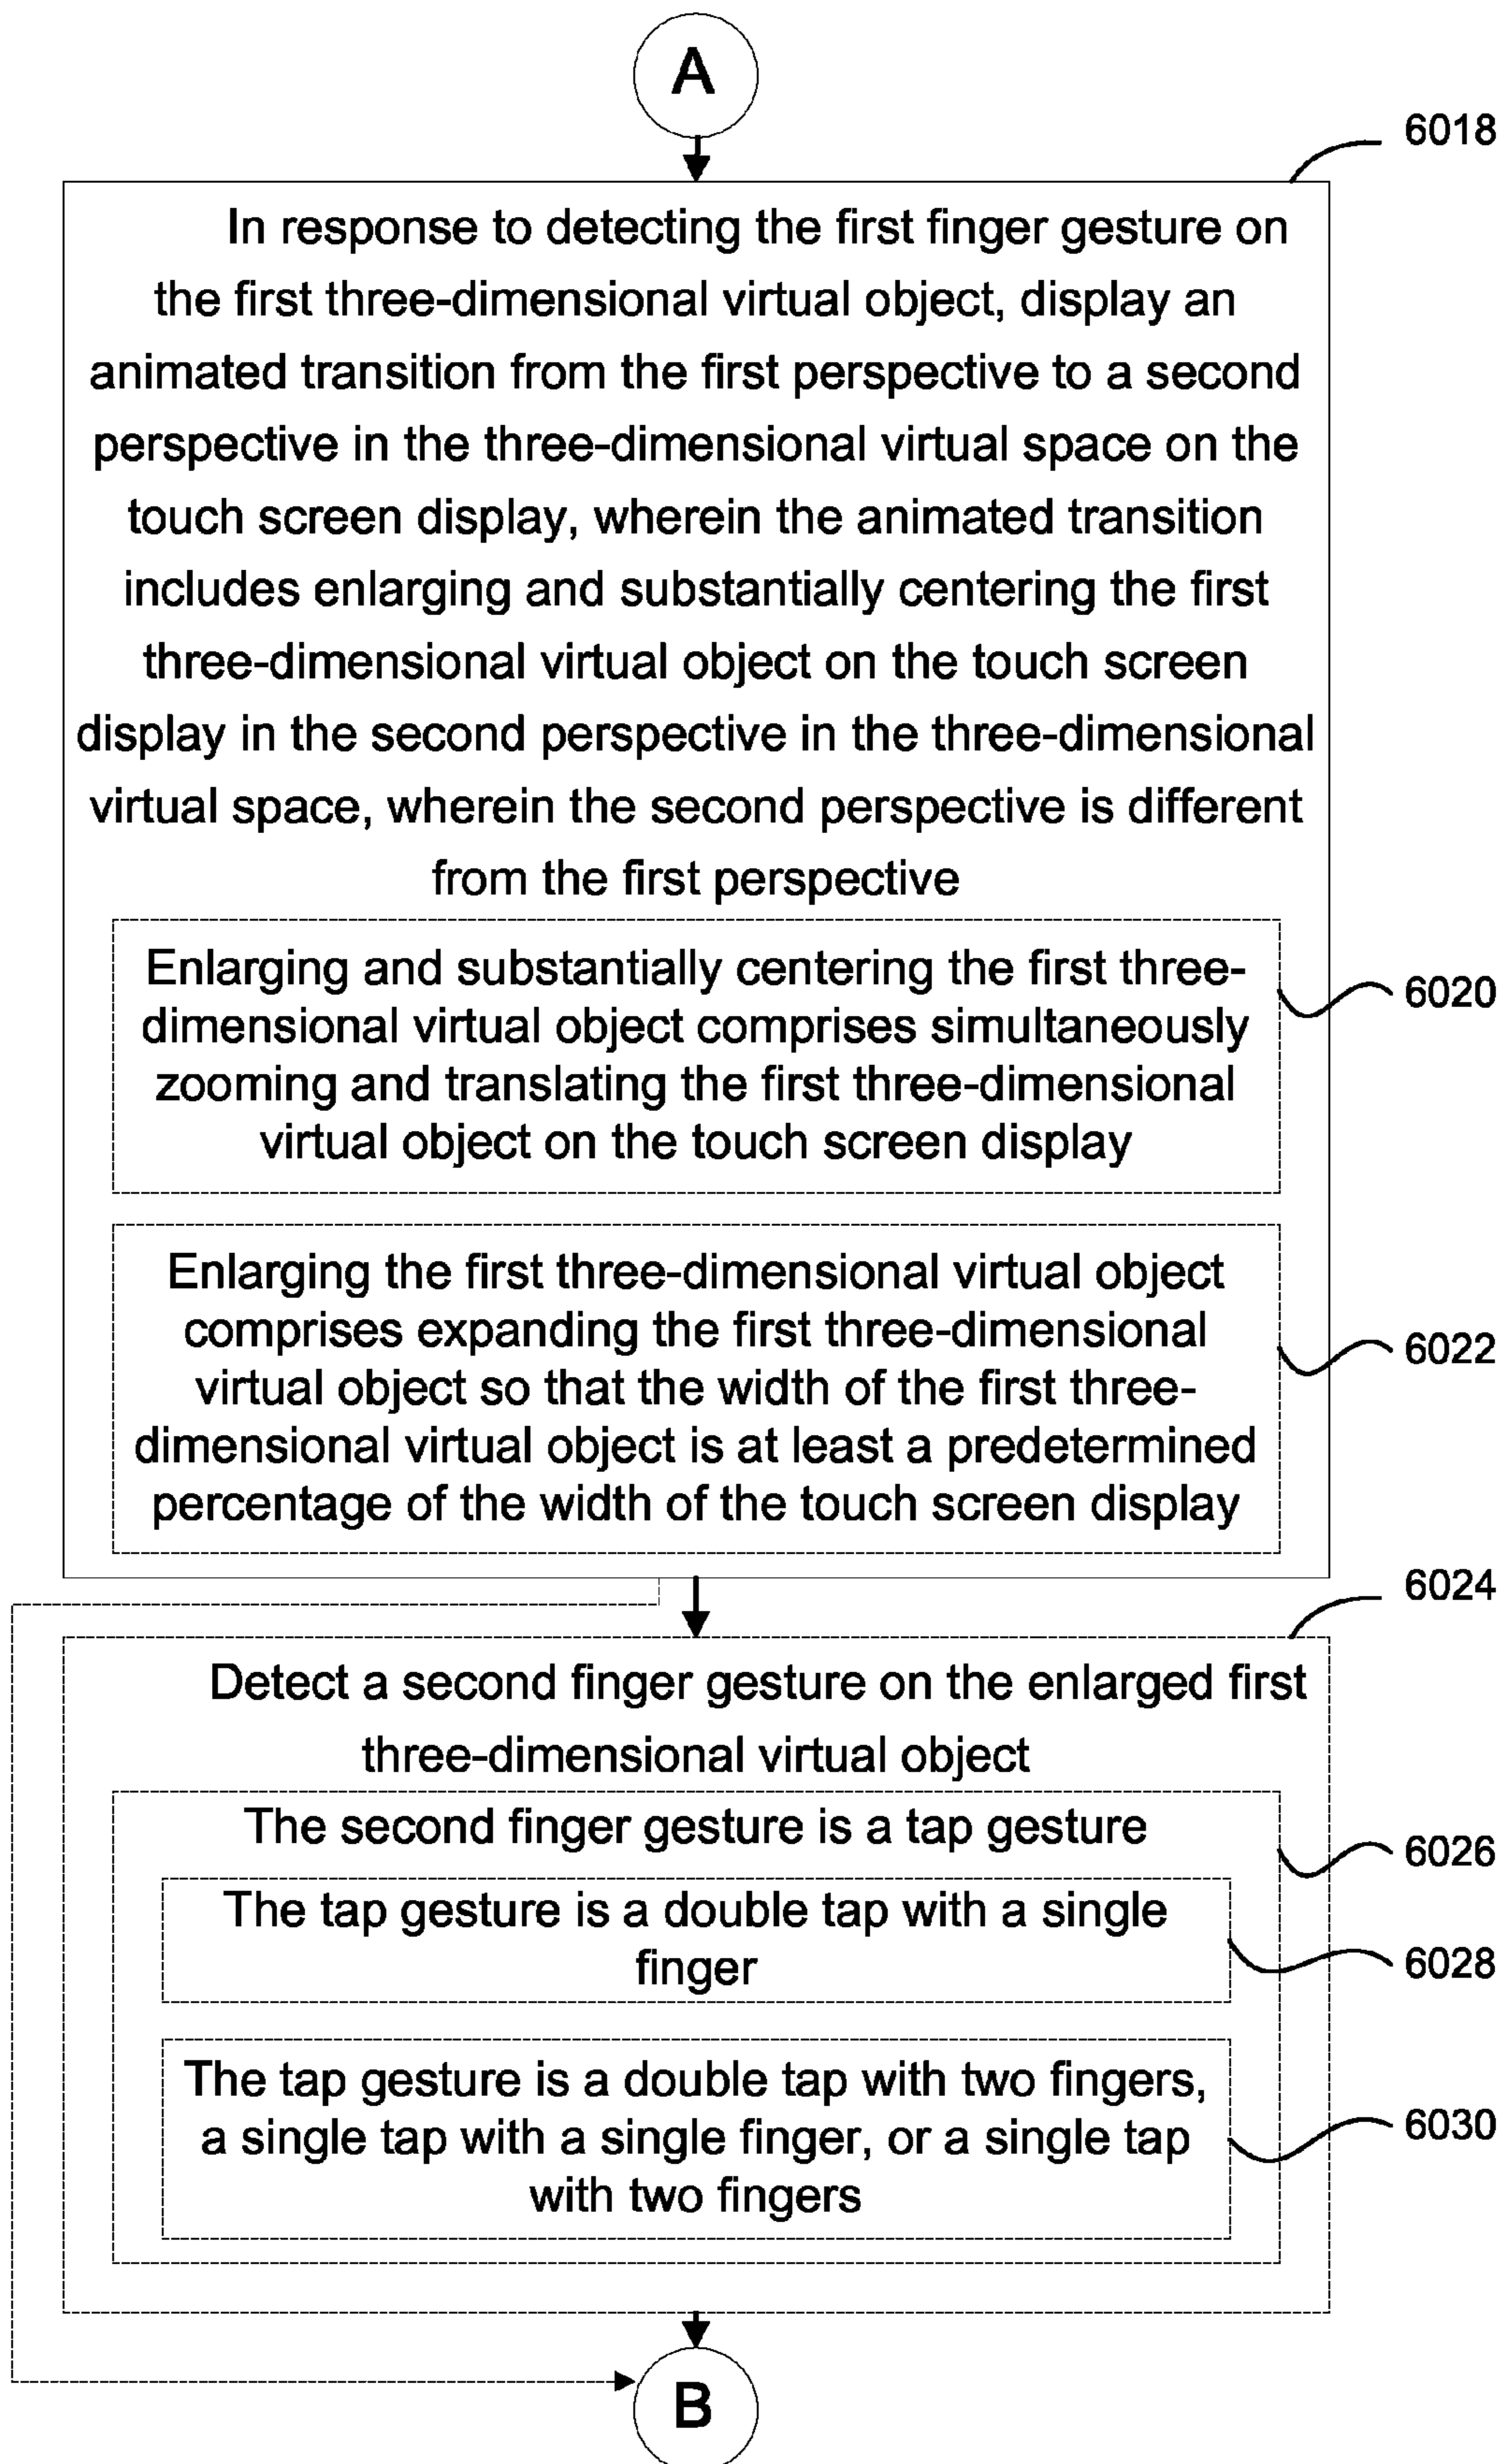 A
6018
In response to detecting the first finger gesture on
the first three-dimensional virtual object, display an
animated transition from the first perspective to a second
perspective in the three-dimensional virtual space on the
touch screen display, wherein the animated transition
includes enlarging and substantially centering the first
three-dimensional virtual object on the touch screen
display in the second perspective in the three-dimensional
virtual space, wherein the second perspective is different
from the first perspective
Enlarging and substantially centering the first three-
dimensional virtual object comprises simultaneously
zooming and translating the first three-dimensional
virtual object on the touch screen display
6020
Enlarging the first three-dimensional virtual object
comprises expanding the first three-dimensional
virtual object so that the width of the first three-
dimensional virtual object is at least a predetermined
percentage of the width of the touch screen display
6022
6024
Detect a second finger gesture on the enlarged first
three-dimensional virtual object
The second finger gesture is a tap gesture
6026
The tap gesture is a double tap with a single
finger
6028
The tap gesture is a double tap with two fingers,
a single tap with a single finger, or a single tap
with two fingers
6030
B